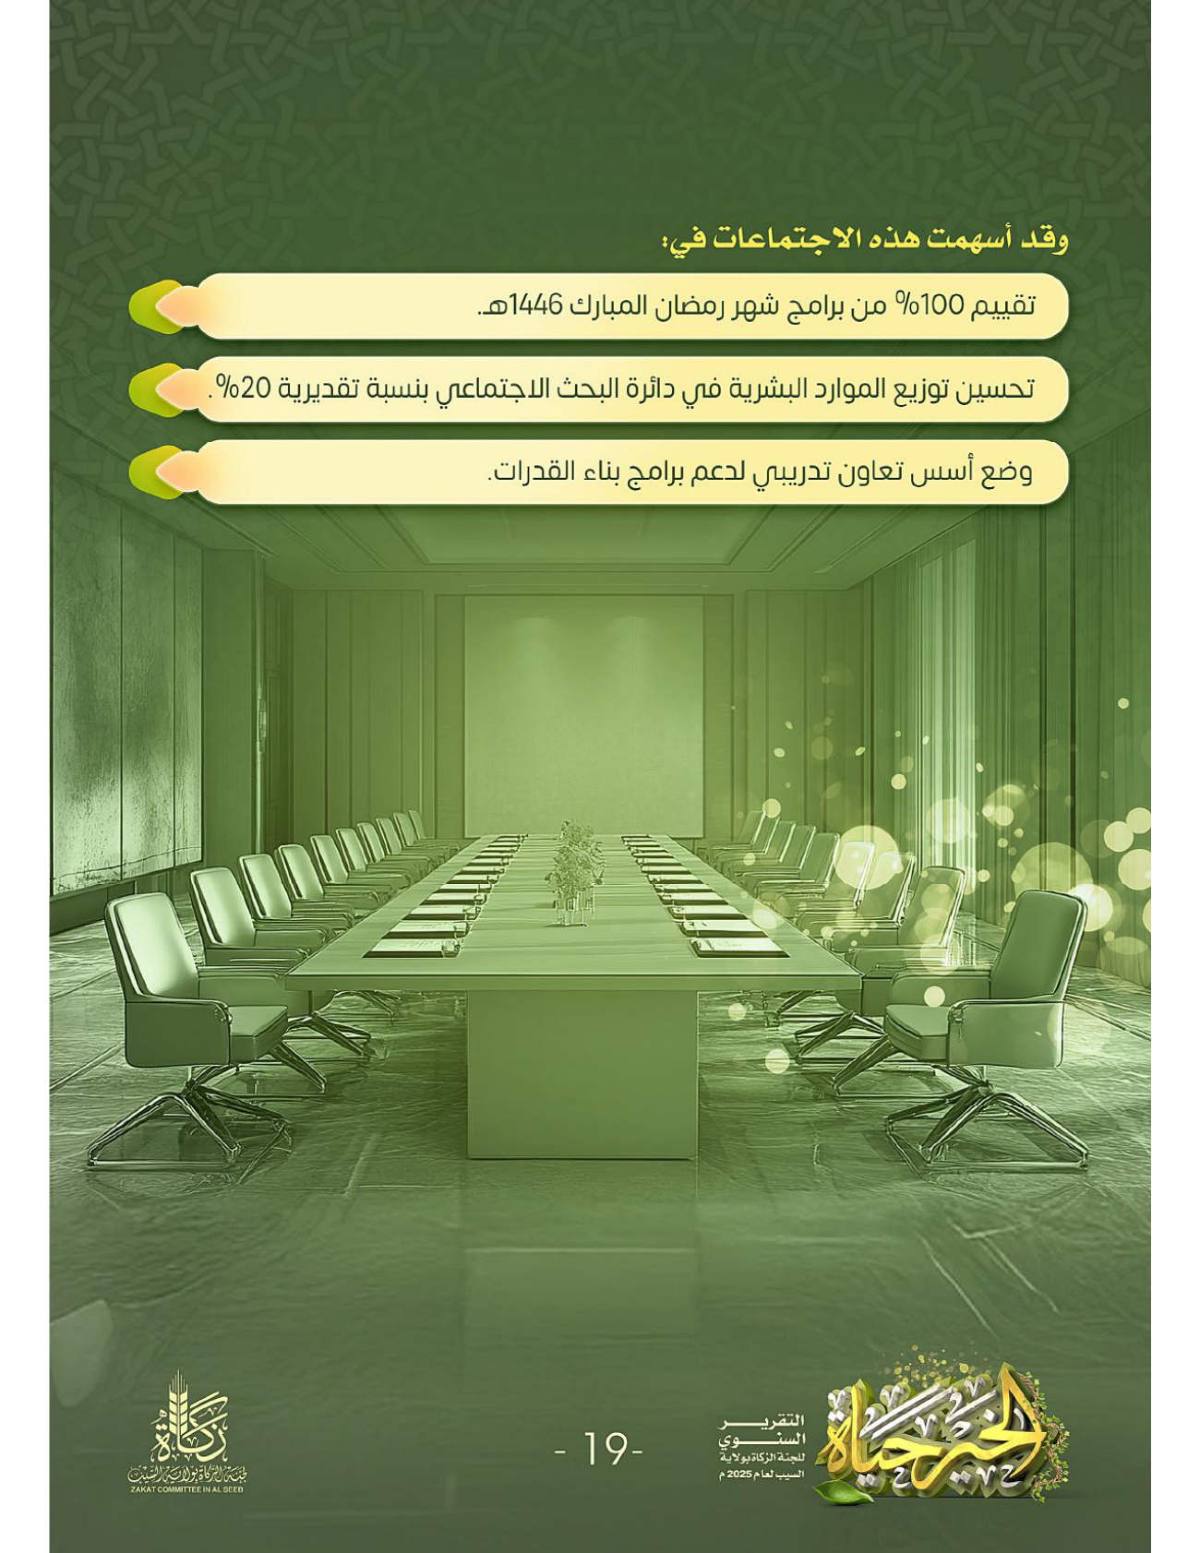 وقد أسهمت هذه الاجتماعات في:
تقييم 100% من برامج شهر رمضان المبارك 1446هـ.
تحسين توزيع الموارد البشرية في دائرة البحث الاجتماعي بنسبة تقديرية 20%.
وضع أسس تعاون تدريبي لدعم برامج بناء القدرات.
الخير حياة
التقريـــر
السنـــوي
للجنة الزكاة بولاية
السيب لعام 2025 م
- 19 -
زكاة
لجنة الزكاة بولاية السيب
ZAKAT COMMITTEE IN AL SEEB